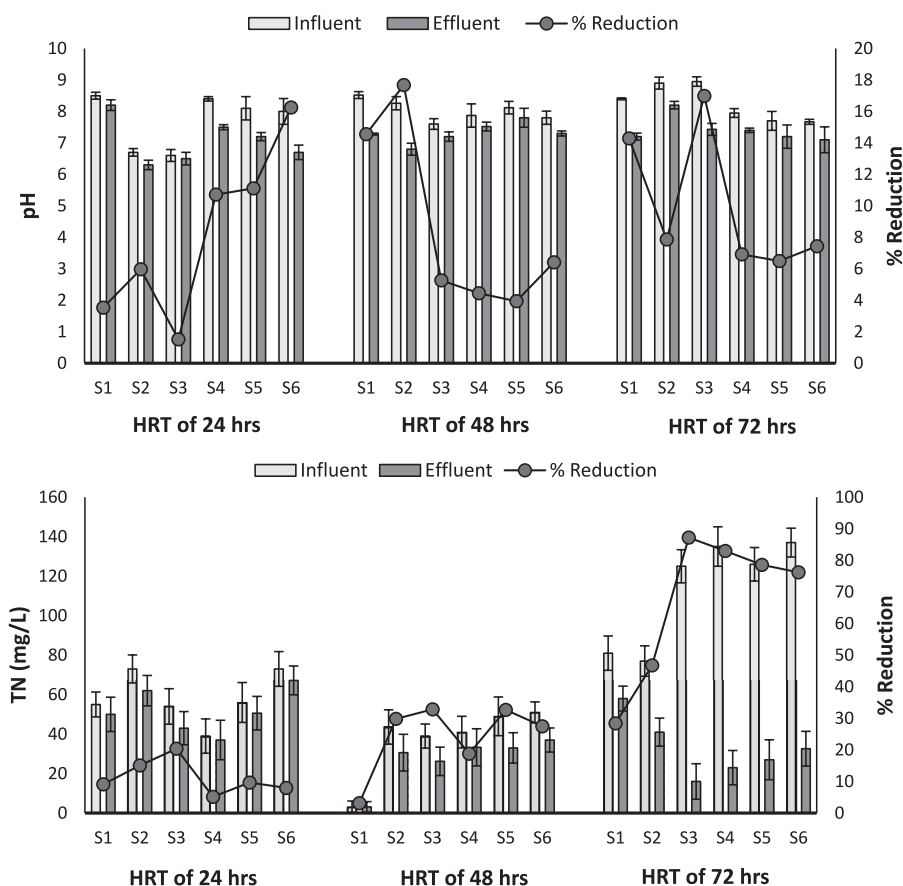 Influent Effluent % Reduction
10 20
9 18
8 16
7 14
6 12
5 10
4 8
3 6
2 4
1 2
0 0
pH
% Reduction
S1 S2 S3 S4 S5 S6 S1 S2 S3 S4 S5 S6 S1 S2 S3 S4 S5 S6
HRT of 24 hrs HRT of 48 hrs HRT of 72 hrs
Influent Effluent % Reduction
160 100
140 90
120 80
100 70
80 60
60 50
40 40
20 30
0 20
10
0
TN (mg/L)
% Reduction
S1 S2 S3 S4 S5 S6 S1 S2 S3 S4 S5 S6 S1 S2 S3 S4 S5 S6
HRT of 24 hrs HRT of 48 hrs HRT of 72 hrs